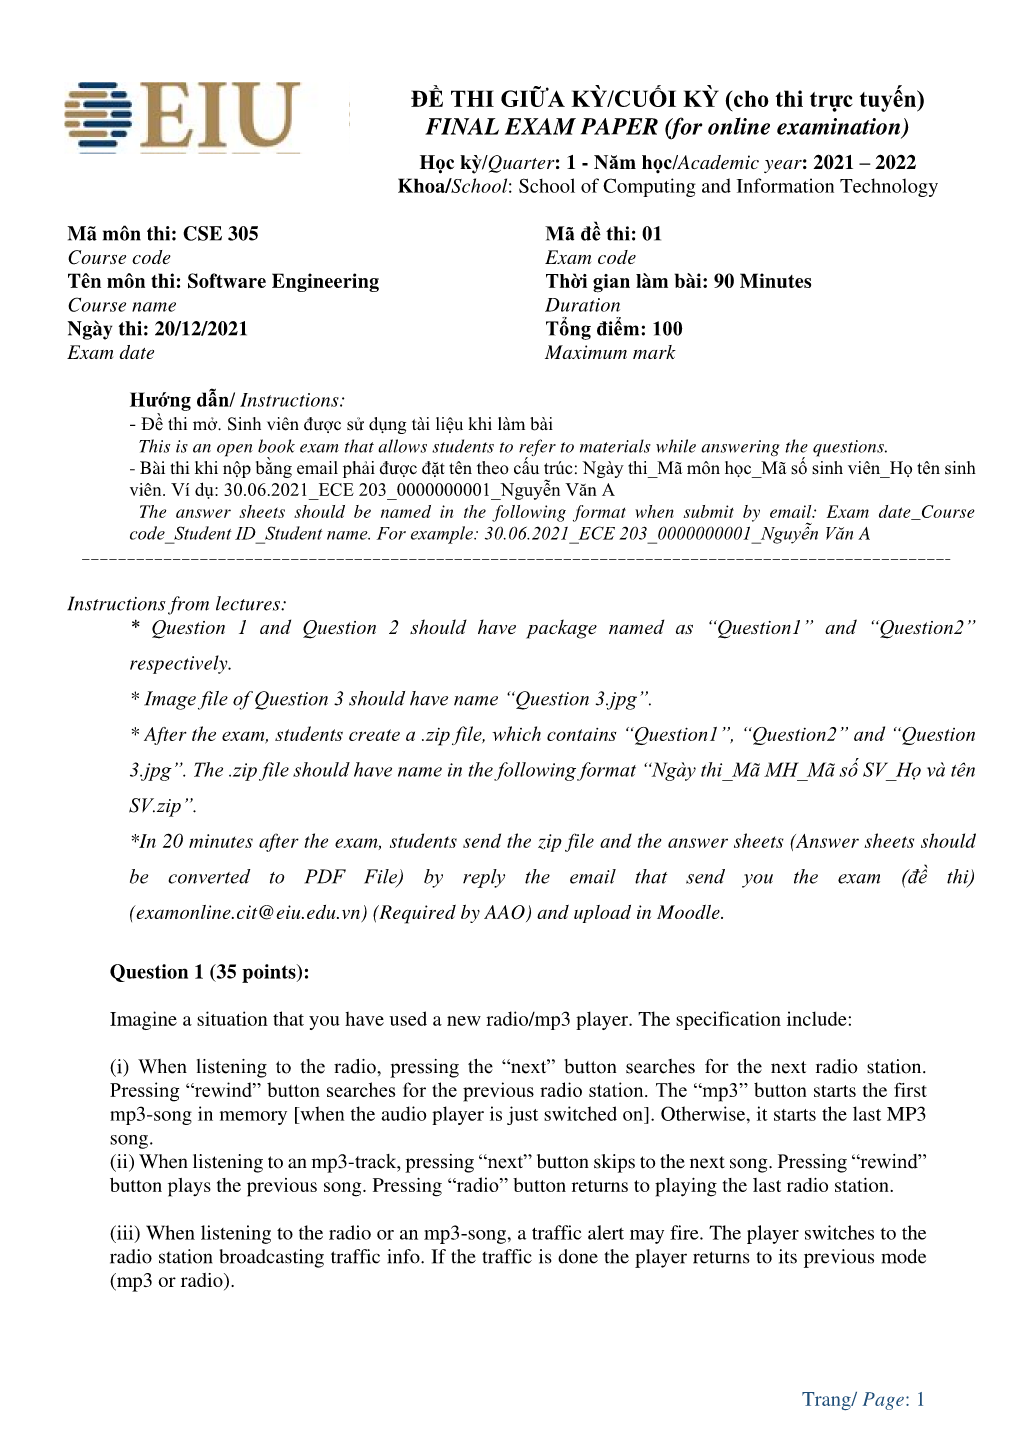 EIU
ĐỀ THI GIỮA KỲ/CUỐI KỲ (cho thi trực tuyến)
FINAL EXAM PAPER (for online examination)
Học kỳ/Quarter: 1 - Năm học/Academic year: 2021 – 2022
Khoa/School: School of Computing and Information Technology
Mã môn thi: CSE 305
Course code
Tên môn thi: Software Engineering
Course name
Ngày thi: 20/12/2021
Exam date
Mã đề thi: 01
Exam code
Thời gian làm bài: 90 Minutes
Duration
Tổng điểm: 100
Maximum mark
Hướng dẫn/ Instructions:
- Đề thi mở. Sinh viên được sử dụng tài liệu khi làm bài
This is an open book exam that allows students to refer to materials while answering the questions.
- Bài thi khi nộp bằng email phải được đặt tên theo cấu trúc: Ngày thi_Mã môn học_Mã số sinh viên_Họ tên sinh
viên. Ví dụ: 30.06.2021_ECE 203_0000000001_Nguyễn Văn A
The answer sheets should be named in the following format when submit by email: Exam date_Course
code_Student ID_Student name. For example: 30.06.2021_ECE 203_0000000001_Nguyễn Văn A
Instructions from lectures:
* Question 1 and Question 2 should have package named as “Question1” and “Question2”
respectively.
* Image file of Question 3 should have name “Question 3.jpg”.
* After the exam, students create a .zip file, which contains “Question1”, “Question2” and “Question
3.jpg”. The .zip file should have name in the following format “Ngày thi_Mã MH_Mã số SV_Họ và tên
SV.zip”.
*In 20 minutes after the exam, students send the zip file and the answer sheets (Answer sheets should
be converted to PDF File) by reply the email that send you the exam (đề thi)
(examonline.cit@eiu.edu.vn) (Required by AAO) and upload in Moodle.
Question 1 (35 points):
Imagine a situation that you have used a new radio/mp3 player. The specification include:
(i) When listening to the radio, pressing the “next” button searches for the next radio station.
Pressing “rewind” button searches for the previous radio station. The “mp3” button starts the first
mp3-song in memory [when the audio player is just switched on]. Otherwise, it starts the last MP3
song.
(ii) When listening to an mp3-track, pressing “next” button skips to the next song. Pressing “rewind”
button plays the previous song. Pressing “radio” button returns to playing the last radio station.
(iii) When listening to the radio or an mp3-song, a traffic alert may fire. The player switches to the
radio station broadcasting traffic info. If the traffic is done the player returns to its previous mode
(mp3 or radio).
Trang/ Page: 1